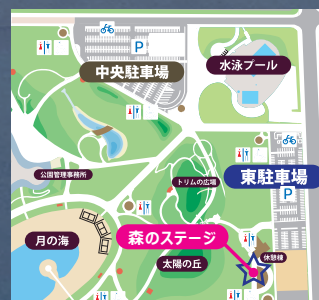 P
中央駐車場
水泳プール
公園管理事務所
トリムの広場
東駐車場
P
月の海
森のステージ
太陽の丘
休憩棟